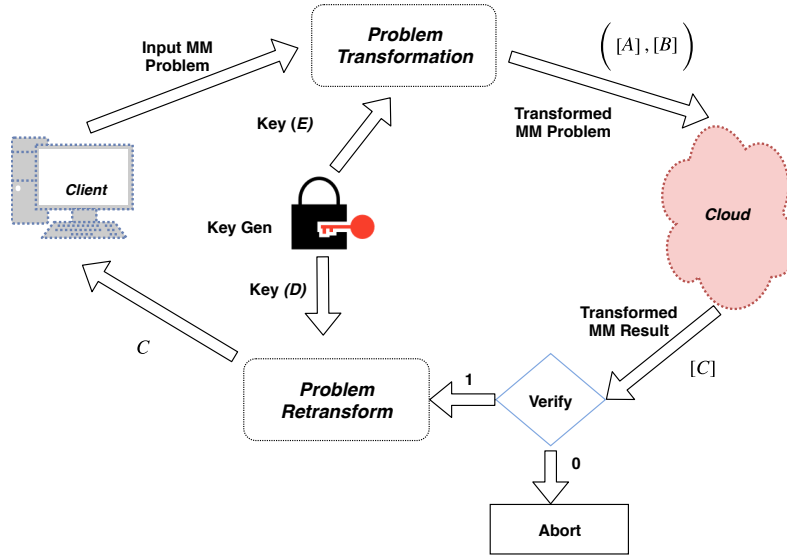 Input MM
Problem
Problem
Transformation
( [A] , [B] )
Transformed
MM Problem
Key (E)
Client
Key Gen
Cloud
Key (D)
Transformed
MM Result
C
[C]
Problem
Retransform
1
Verify
0
Abort